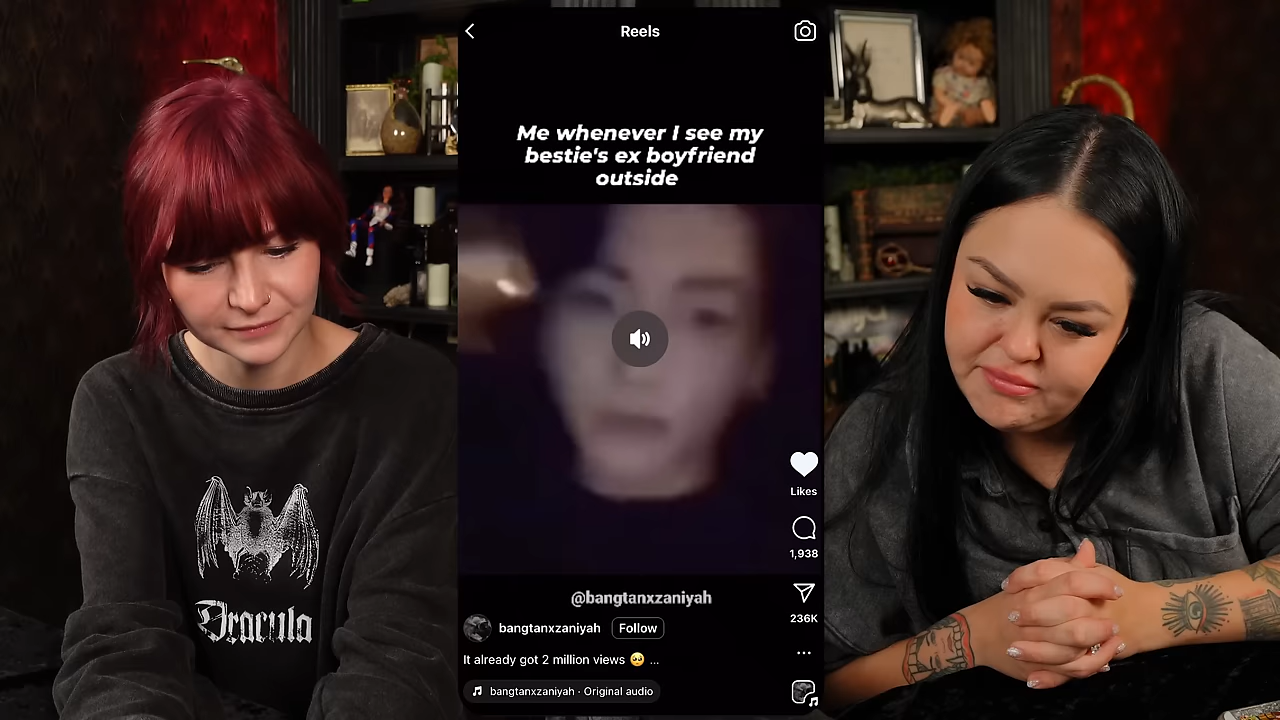 Reels
Me whenever I see my
bestie's ex boyfriend
outside
Likes
1,938
@bangtanxzaniyah
236K
bangtanxzaniyah
Follow
It already got 2 million views 🥺 ...
bangtanxzaniyah · Original audio
Dracula